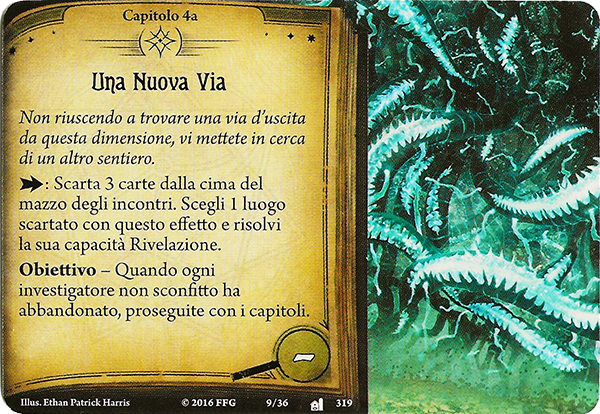 Capitolo 4a
Una Nuova Via
Non riuscendo a trovare una via d'uscita
da questa dimensione, vi mettete in cerca
di un altro sentiero.
: Scarta 3 carte dalla cima del
mazzo degli incontri. Scegli 1 luogo
scartato con questo effetto e risolvi
la sua capacità Rivelazione.
Obiettivo – Quando ogni
investigatore non sconfitto ha
abbandonato, proseguite con i capitoli.
Illus. Ethan Patrick Harris © 2016 FFG 9/36 319